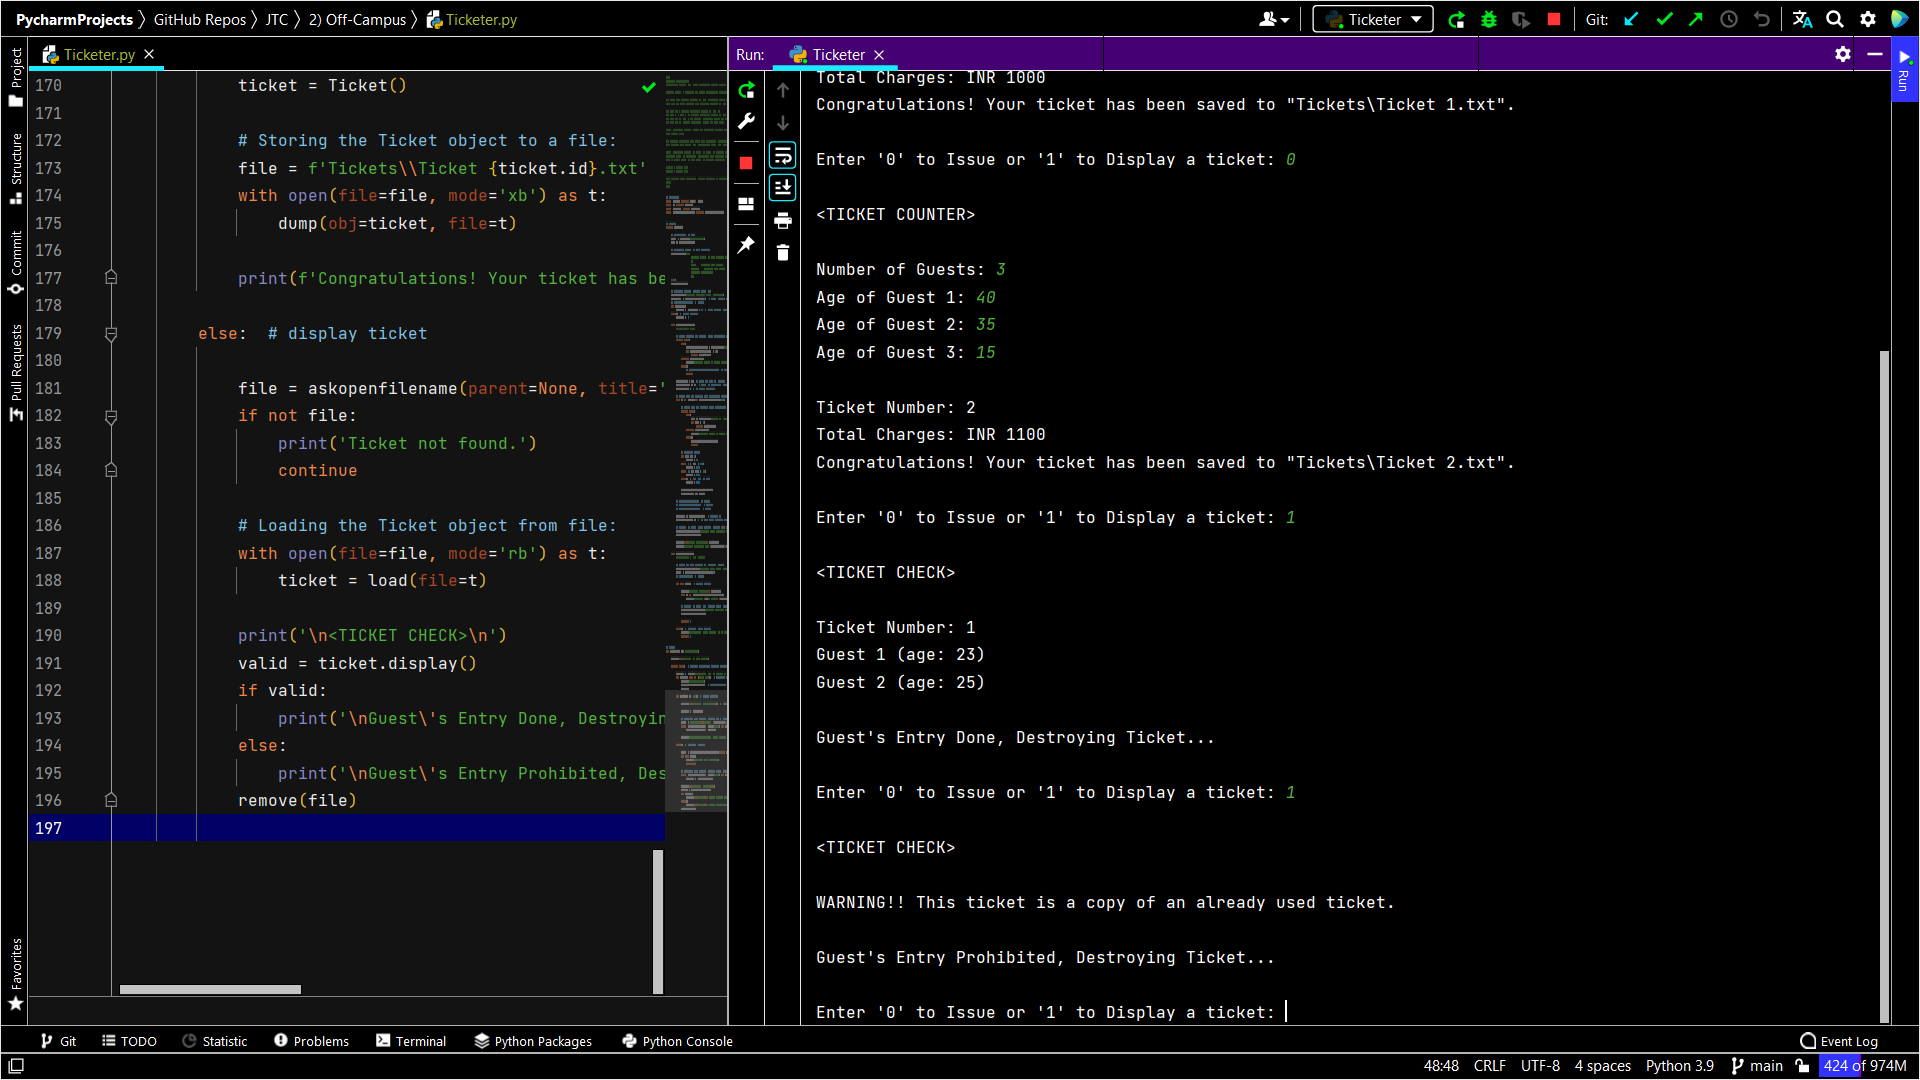 PycharmProjects 〉 GitHub Repos 〉 JTC 〉 2) Off-Campus 〉 Ticketer.py
Ticketer
Git:
Ticketer.py
Run:
Ticketer
Project
Structure
Commit
Pull Requests
Favorites
170 ticket = Ticket()
171
172 # Storing the Ticket object to a file:
173 file = f'Tickets\\Ticket {ticket.id}.txt'
174 with open(file=file, mode='xb') as t:
175 dump(obj=ticket, file=t)
176
177 print(f'Congratulations! Your ticket has be
178
179 else:  # display ticket
180
181 file = askopenfilename(parent=None, title='
182 if not file:
183 print('Ticket not found.')
184 continue
185
186 # Loading the Ticket object from file:
187 with open(file=file, mode='rb') as t:
188 ticket = load(file=t)
189
190 print('\n<TICKET CHECK>\n')
191 valid = ticket.display()
192 if valid:
193 print('\nGuest\'s Entry Done, Destroyin
194 else:
195 print('\nGuest\'s Entry Prohibited, Des
196 remove(file)
197
Total Charges: INR 1000
Congratulations! Your ticket has been saved to "Tickets\Ticket 1.txt".
Enter '0' to Issue or '1' to Display a ticket: 0
<TICKET COUNTER>
Number of Guests: 3
Age of Guest 1: 40
Age of Guest 2: 35
Age of Guest 3: 15
Ticket Number: 2
Total Charges: INR 1100
Congratulations! Your ticket has been saved to "Tickets\Ticket 2.txt".
Enter '0' to Issue or '1' to Display a ticket: 1
<TICKET CHECK>
Ticket Number: 1
Guest 1 (age: 23)
Guest 2 (age: 25)
Guest's Entry Done, Destroying Ticket...
Enter '0' to Issue or '1' to Display a ticket: 1
<TICKET CHECK>
WARNING!! This ticket is a copy of an already used ticket.
Guest's Entry Prohibited, Destroying Ticket...
Enter '0' to Issue or '1' to Display a ticket:
Run
Git
TODO
Statistic
Problems
Terminal
Python Packages
Python Console
Event Log
48:48 CRLF UTF-8 4 spaces Python 3.9 main 424 of 974M